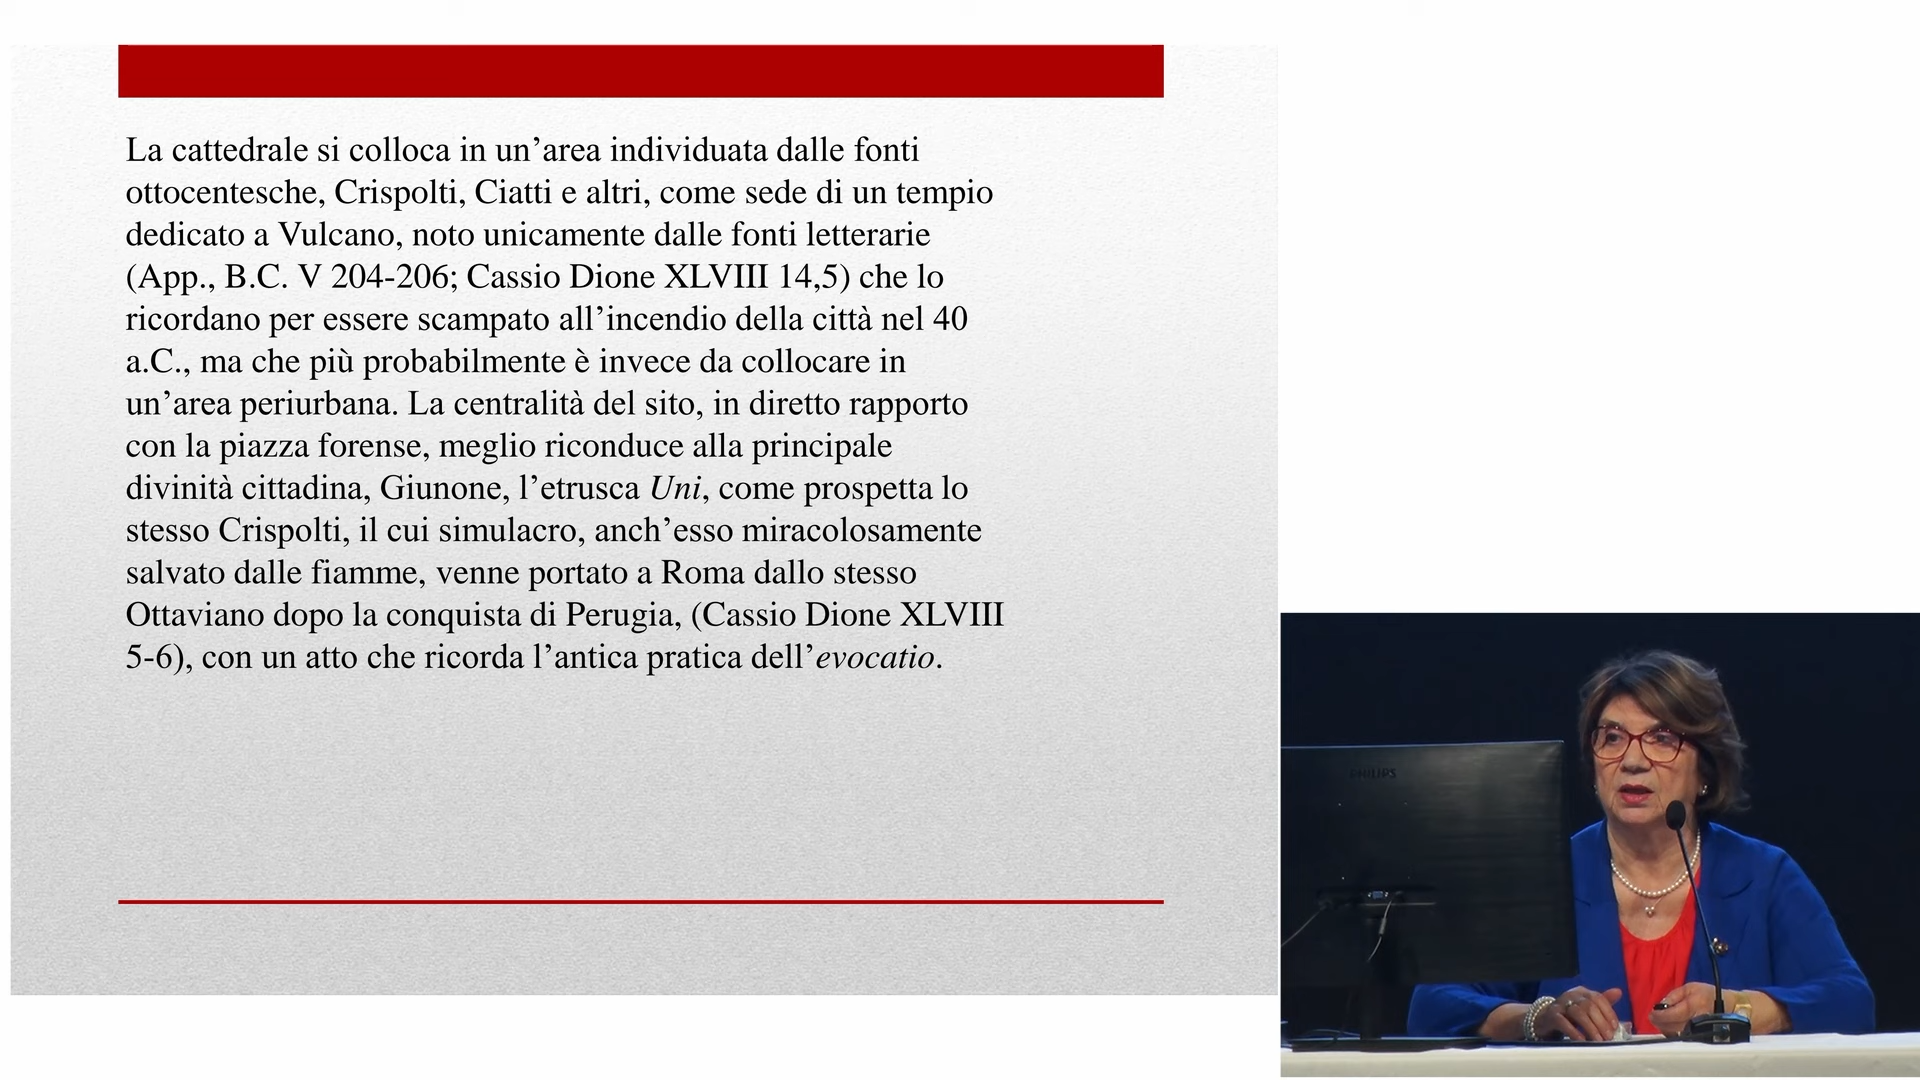 La cattedrale si colloca in un’area individuata dalle fonti
ottocentesche, Crispolti, Ciatti e altri, come sede di un tempio
dedicato a Vulcano, noto unicamente dalle fonti letterarie
(App., B.C. V 204-206; Cassio Dione XLVIII 14,5) che lo
ricordano per essere scampato all’incendio della città nel 40
a.C., ma che più probabilmente è invece da collocare in
un’area periurbana. La centralità del sito, in diretto rapporto
con la piazza forense, meglio riconduce alla principale
divinità cittadina, Giunone, l’etrusca Uni, come prospetta lo
stesso Crispolti, il cui simulacro, anch’esso miracolosamente
salvato dalle fiamme, venne portato a Roma dallo stesso
Ottaviano dopo la conquista di Perugia, (Cassio Dione XLVIII
5-6), con un atto che ricorda l’antica pratica dell’evocatio.
PHILIPS